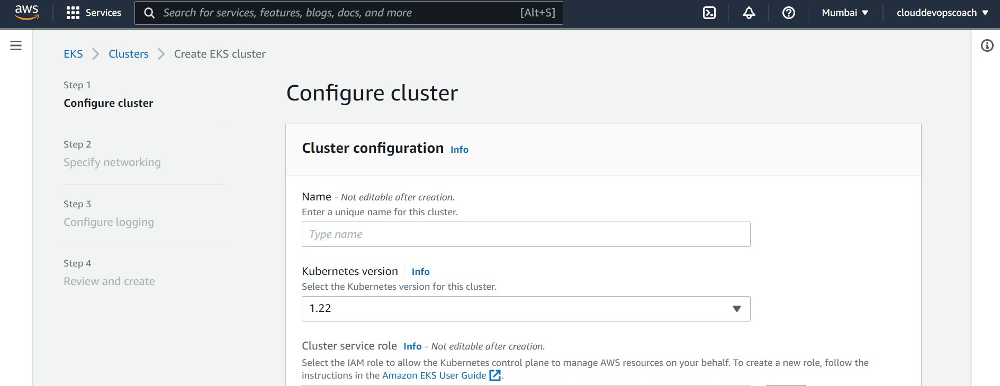 aws
Services
Search for services, features, blogs, docs, and more
[Alt+S]
Mumbai
clouddevopscoach
EKS
Clusters
Create EKS cluster
Step 1
Configure cluster
Step 2
Specify networking
Step 3
Configure logging
Step 4
Review and create
Configure cluster
Cluster configuration Info
Name - Not editable after creation.
Enter a unique name for this cluster.
Type name
Kubernetes version Info
Select the Kubernetes version for this cluster.
1.22
Cluster service role Info - Not editable after creation.
Select the IAM role to allow the Kubernetes control plane to manage AWS resources on your behalf. To create a new role, follow the
instructions in the Amazon EKS User Guide.